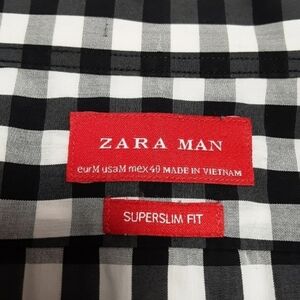 ZARA MAN
eurM usaM mex40 MADE IN VIETNAM
SUPERSLIM FIT